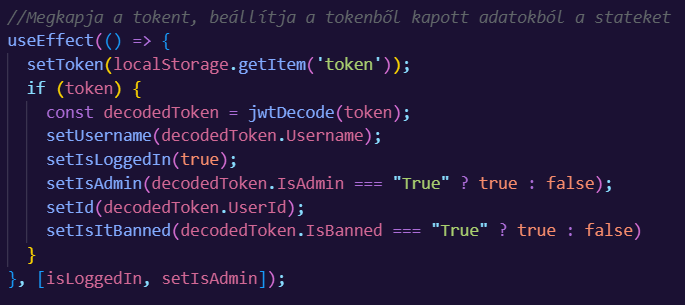 //Megkapja a tokent, beállítja a tokenből kapott adatokból a stateket
useEffect(() => {
  setToken(localStorage.getItem('token'));
  if (token) {
    const decodedToken = jwtDecode(token);
    setUsername(decodedToken.Username);
    setIsLoggedIn(true);
    setIsAdmin(decodedToken.IsAdmin === "True" ? true : false);
    setId(decodedToken.UserId);
    setIsItBanned(decodedToken.IsBanned === "True" ? true : false)
  }
}, [isLoggedIn, setIsAdmin]);